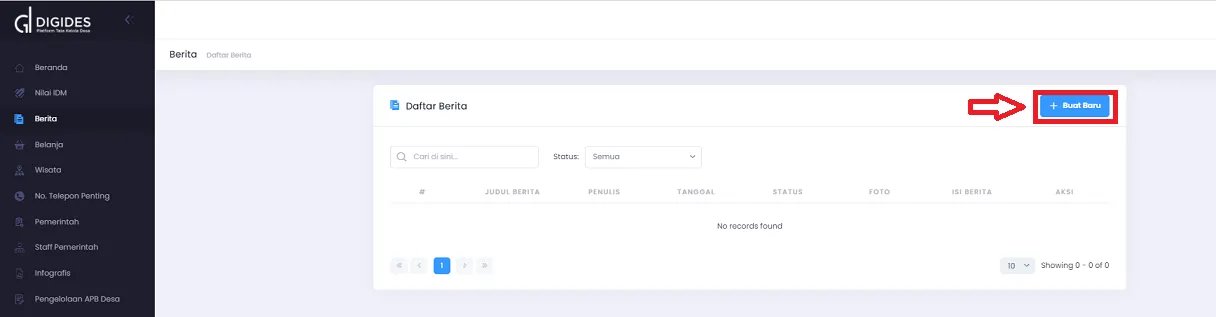 DIGIDES
Platform Tata Kelola Desa
Beranda
Nilai IDM
Berita
Belanja
Wisata
No. Telepon Penting
Pemerintah
Staff Pemerintah
Infografis
Pengelolaan APB Desa
Berita Daftar Berita
Daftar Berita
+ Buat Baru
Cari di sini...
Status: Semua
# JUDUL BERITA PENULIS TANGGAL STATUS FOTO ISI BERITA AKSI
No records found
« ‹ 1 › »
10 Showing 0 - 0 of 0